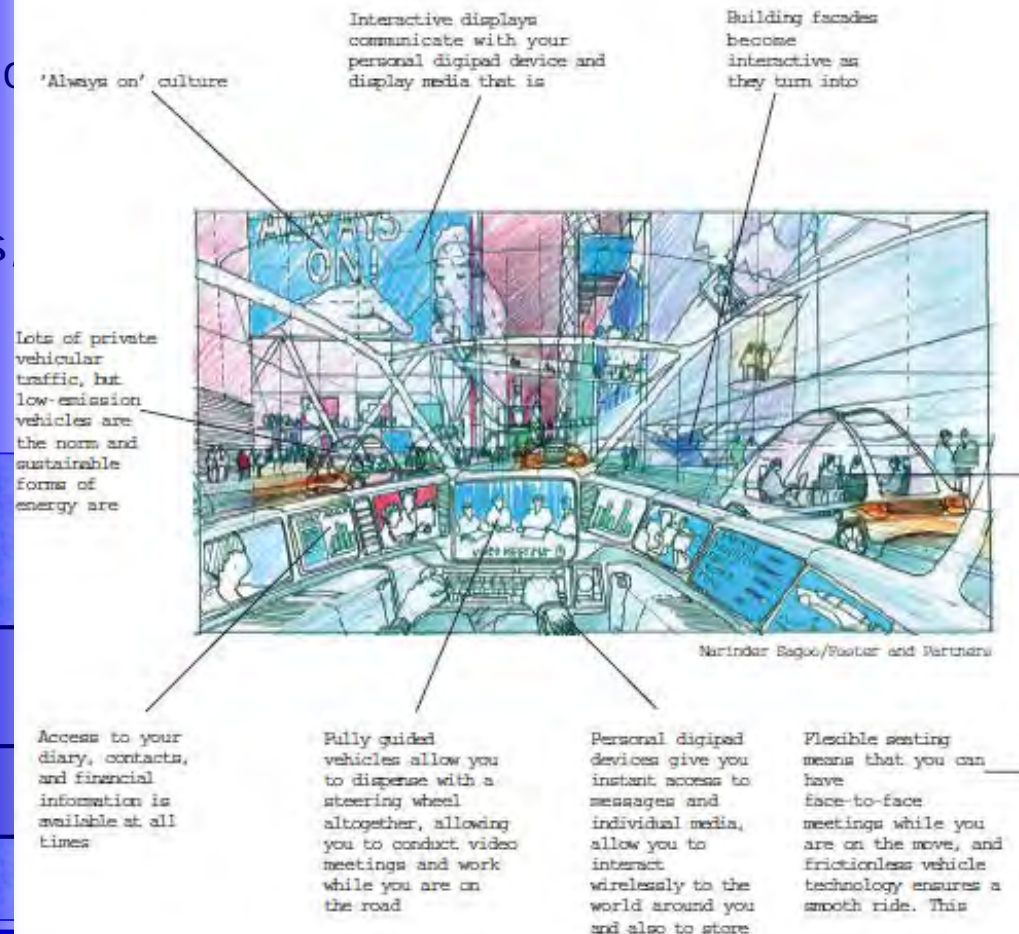 'Always on' culture
Interactive displays
communicate with your
personal digipad device and
display media that is
Building facades
become
interactive as
they turn into
ALWAYS
ON!
Lots of private
vehicular
traffic, but
low-emission
vehicles are
the norm and
sustainable
forms of
energy are
Narinder Sagoo/Foster and Partners
Access to your
diary, contacts,
and financial
information is
available at all
times
Fully guided
vehicles allow you
to dispense with a
steering wheel
altogether, allowing
you to conduct video
meetings and work
while you are on
the road
Personal digipad
devices give you
instant access to
messages and
individual media,
allow you to
interact
wirelessly to the
world around you
and also to store
Flexible seating
means that you can
have
face-to-face
meetings while you
are on the move, and
frictionless vehicle
technology ensures a
smooth ride. This